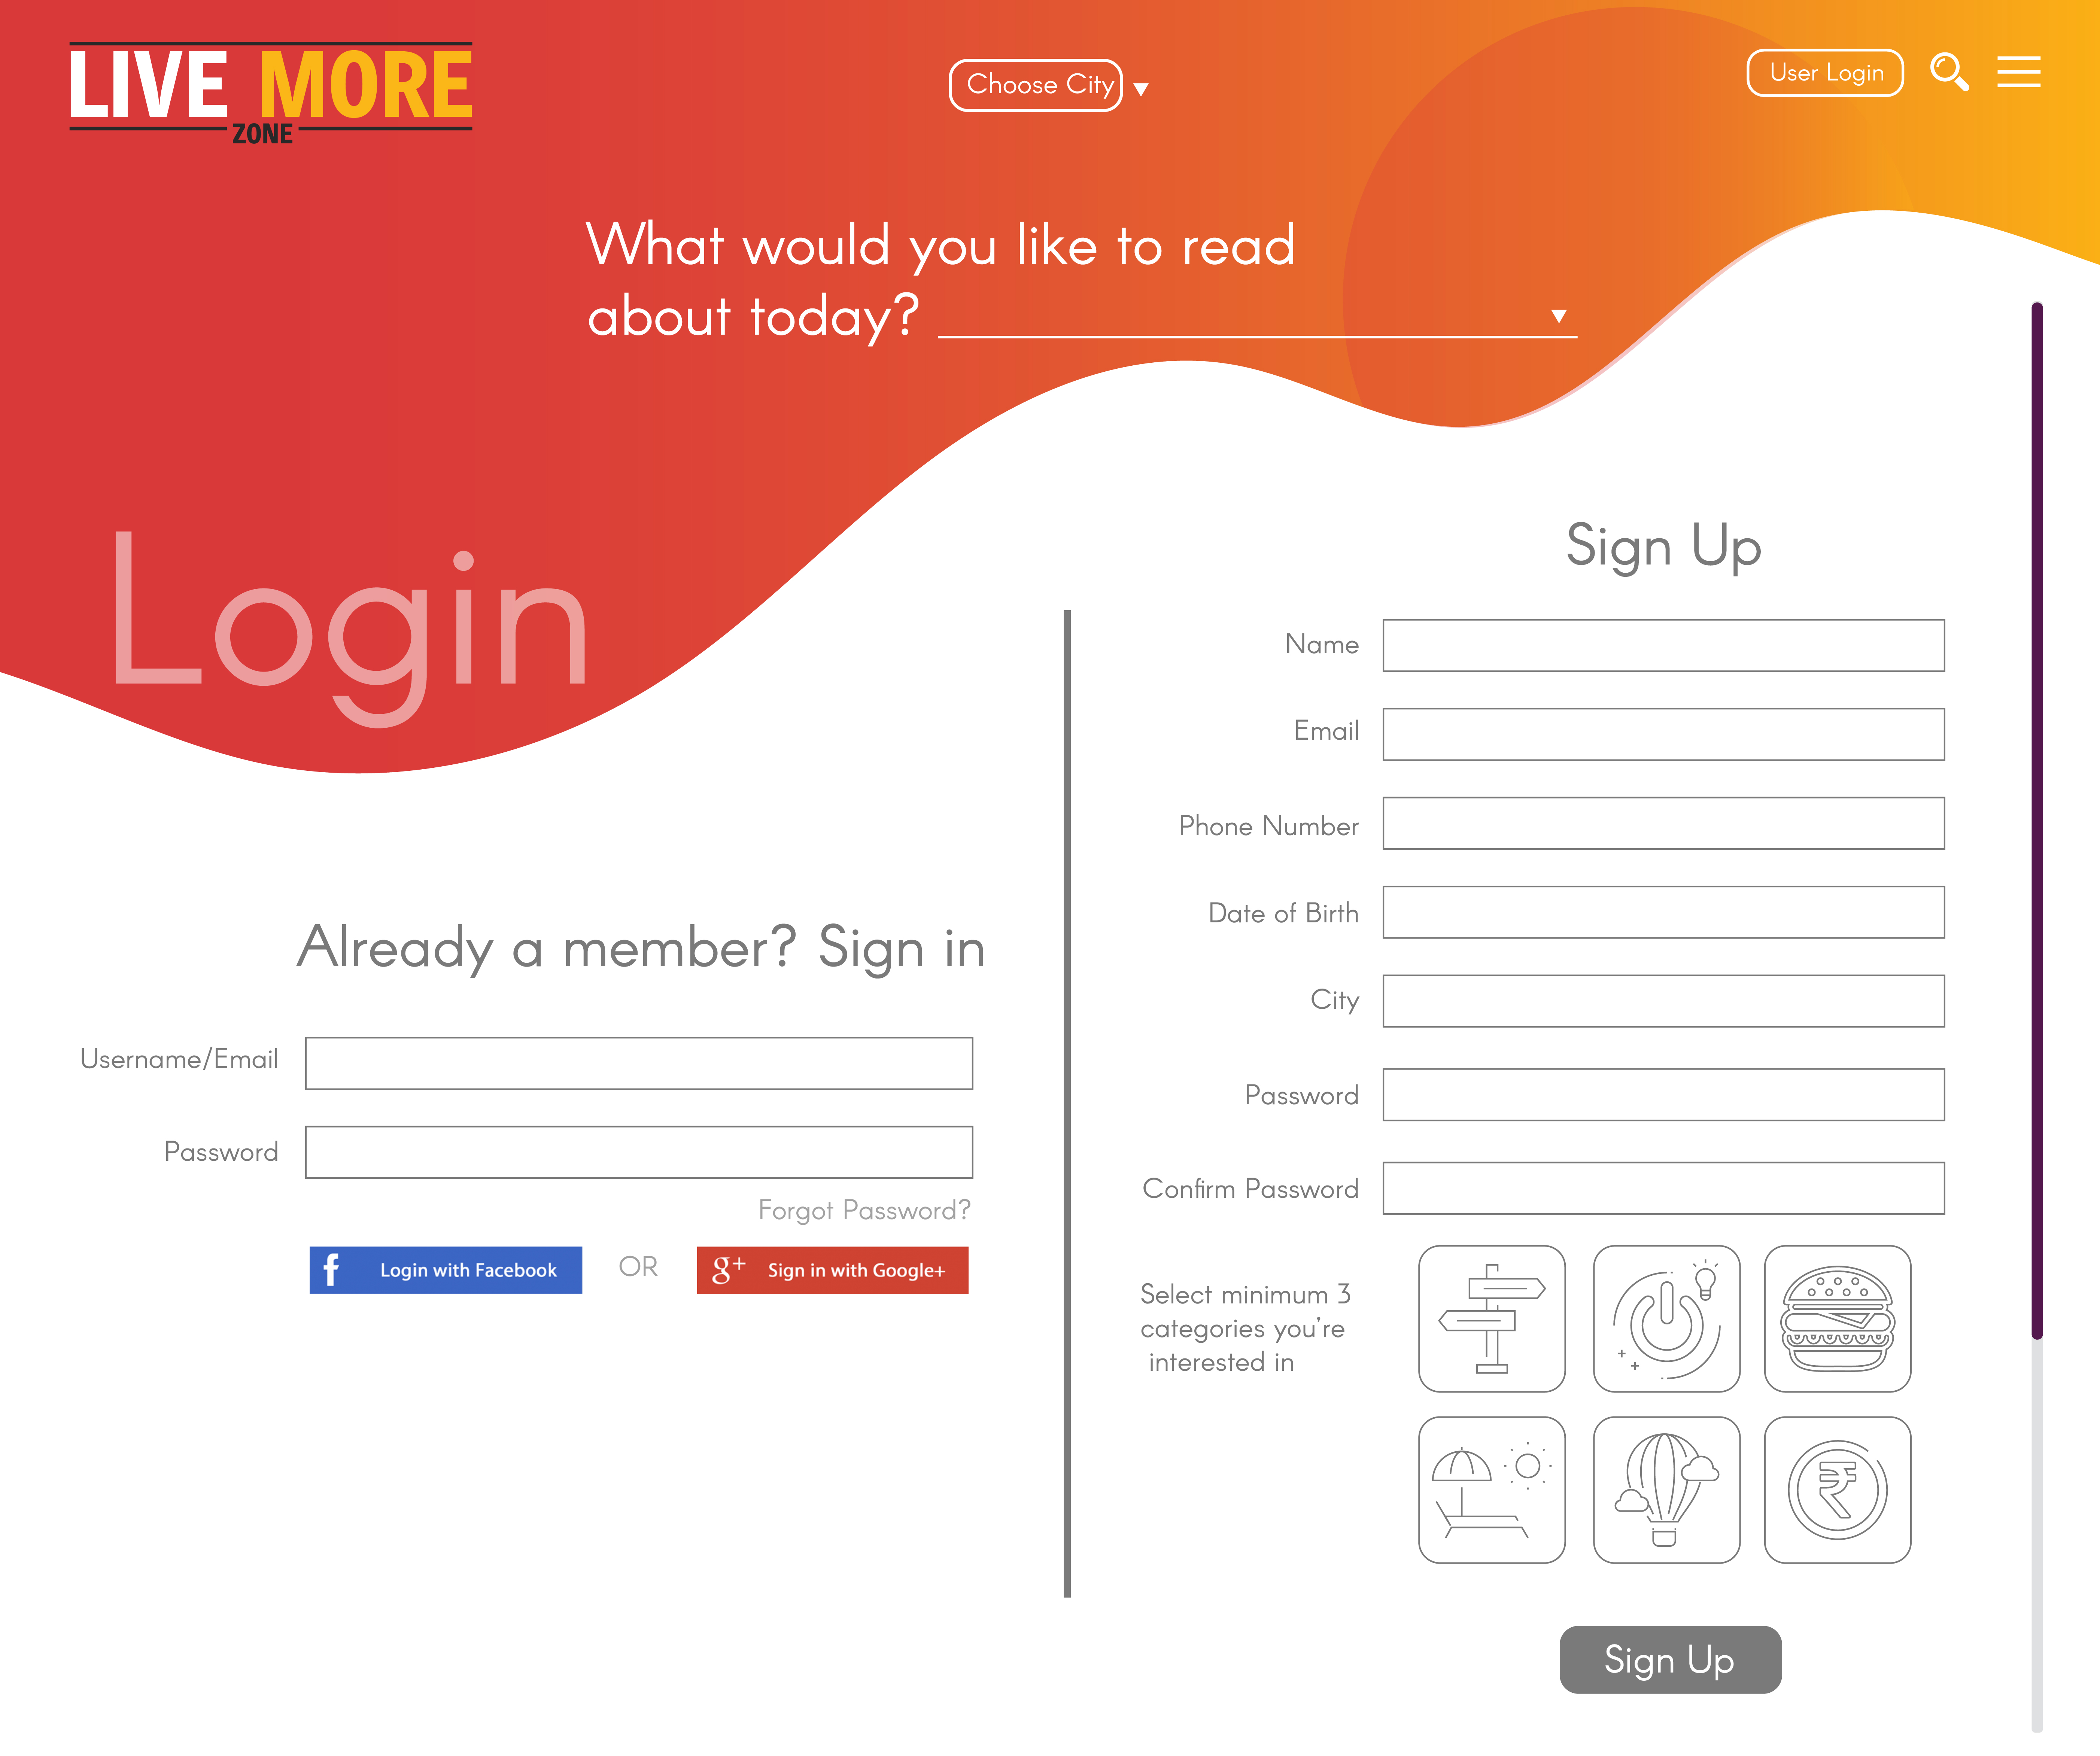 LIVE MORE
ZONE
Choose City
User Login
What would you like to read
about today?
Login
Already a member? Sign in
Username/Email
Password
Forgot Password?
f Login with Facebook
OR
g+ Sign in with Google+
Sign Up
Name
Email
Phone Number
Date of Birth
City
Password
Confirm Password
Select minimum 3
categories you're
interested in
₹
Sign Up